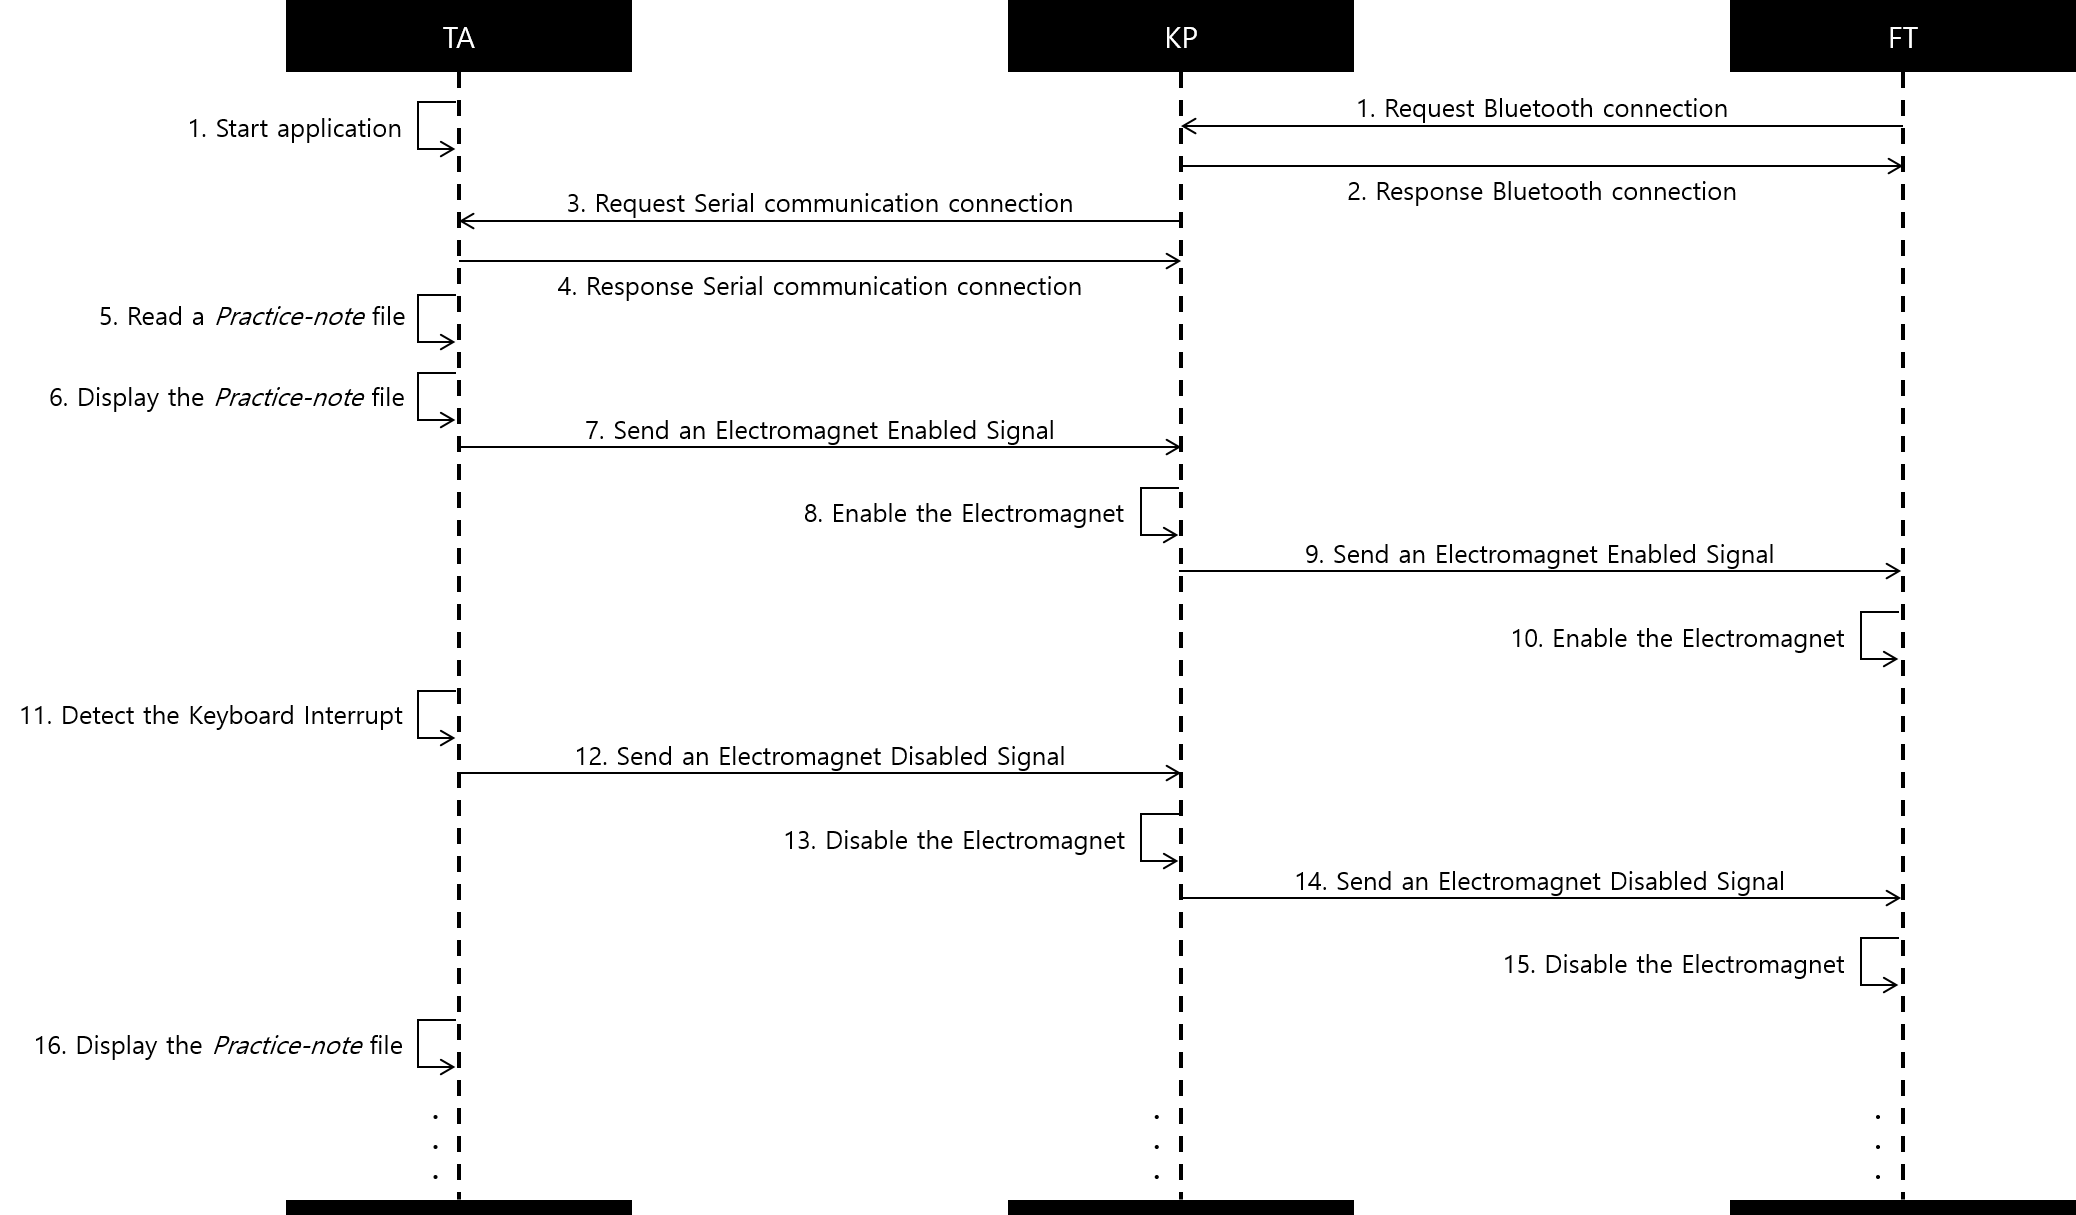 TA
KP
FT
1. Start application
1. Request Bluetooth connection
2. Response Bluetooth connection
3. Request Serial communication connection
4. Response Serial communication connection
5. Read a Practice-note file
6. Display the Practice-note file
7. Send an Electromagnet Enabled Signal
8. Enable the Electromagnet
9. Send an Electromagnet Enabled Signal
10. Enable the Electromagnet
11. Detect the Keyboard Interrupt
12. Send an Electromagnet Disabled Signal
13. Disable the Electromagnet
14. Send an Electromagnet Disabled Signal
15. Disable the Electromagnet
16. Display the Practice-note file